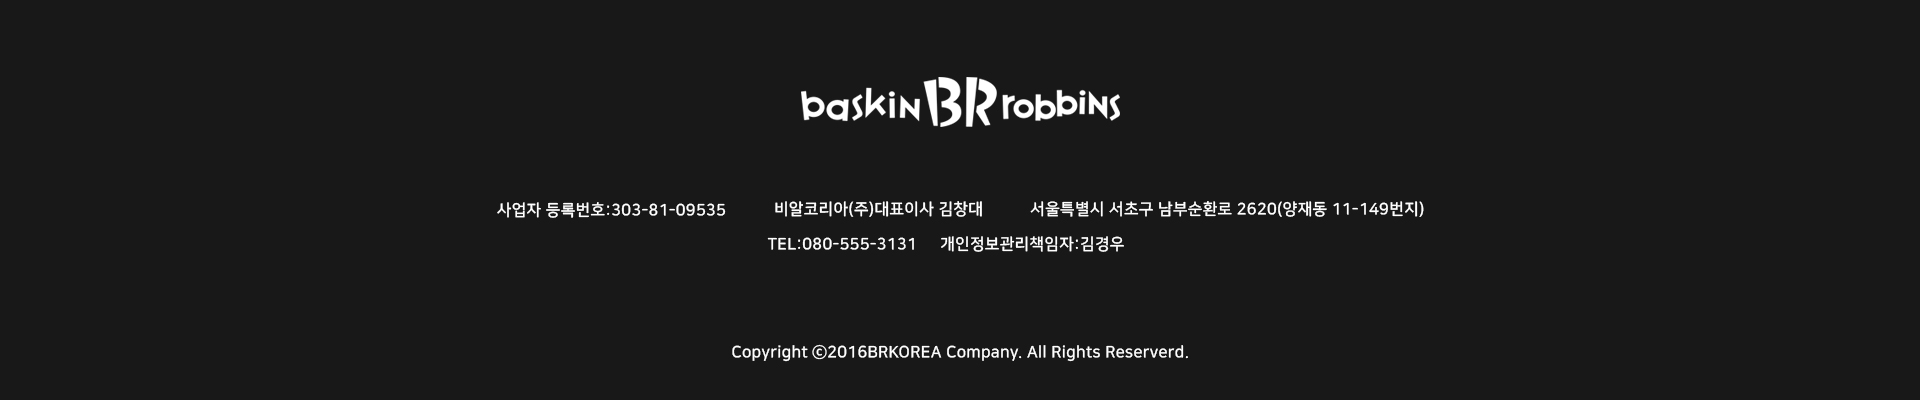 baskin BR robbins
사업자 등록번호:303-81-09535 비알코리아(주)대표이사 김창대 서울특별시 서초구 남부순환로 2620(양재동 11-149번지)
TEL:080-555-3131 개인정보관리책임자:김경우
Copyright ⓒ2016BRKOREA Company. All Rights Reserverd.